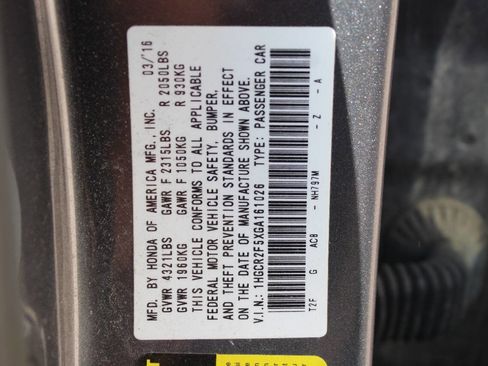 MFD. BY HONDA OF AMERICA MFG., INC. 03/16
GVWR 4321LBS GAWR F 2315LBS R 2050LBS
GVWR 1960KG GAWR F 1050KG R 930KG
THIS VEHICLE CONFORMS TO ALL APPLICABLE
FEDERAL MOTOR VEHICLE SAFETY, BUMPER,
AND THEFT PREVENTION STANDARDS IN EFFECT
ON THE DATE OF MANUFACTURE SHOWN ABOVE.
V.I.N.: 1HGCR2F5XGA161026 TYPE: PASSENGER CAR
T2F G AC8 - NH797M - Z - A